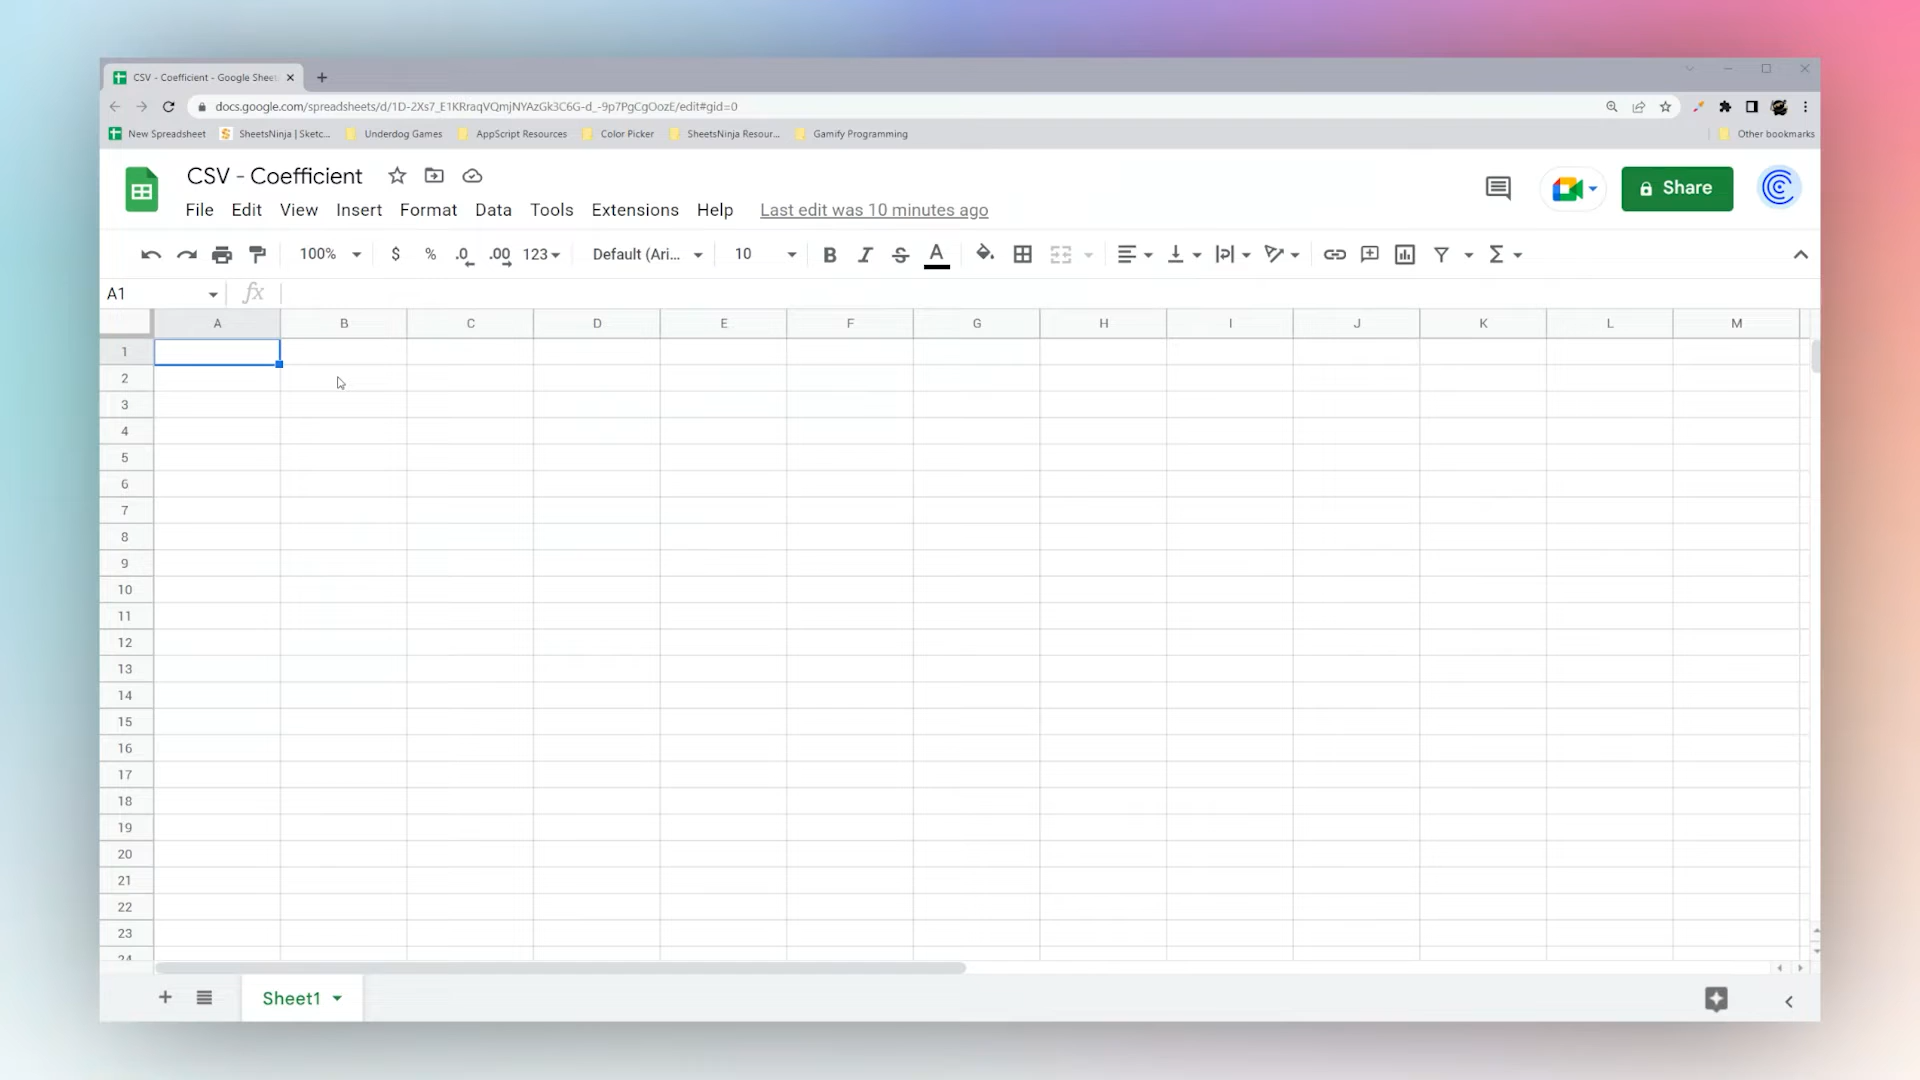 CSV - Coefficient - Google Sheet
docs.google.com/spreadsheets/d/1D-2Xs7_E1KRraqVQmjNYAzGk3C6G-d_-9p7PgCgOozE/edit#gid=0
New Spreadsheet SheetsNinja | Sketc... Underdog Games AppScript Resources Color Picker SheetsNinja Resour... Gamify Programming Other bookmarks
CSV - Coefficient
File Edit View Insert Format Data Tools Extensions Help Last edit was 10 minutes ago
Share
100% $ % .0 .00 123 Default (Ari... 10 B I S A Σ
A1 fx
A B C D E F G H I J K L M
1
2
3
4
5
6
7
8
9
10
11
12
13
14
15
16
17
18
19
20
21
22
23
24
Sheet1